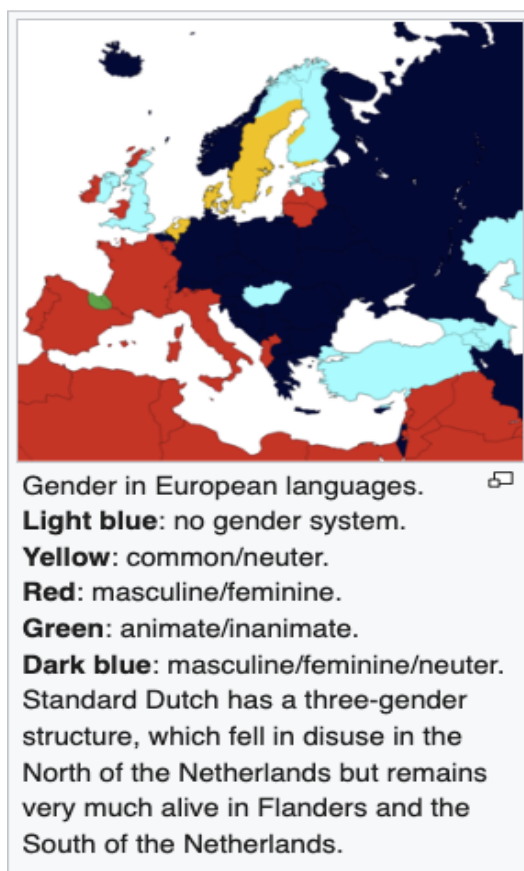 Gender in European languages.
Light blue: no gender system.
Yellow: common/neuter.
Red: masculine/feminine.
Green: animate/inanimate.
Dark blue: masculine/feminine/neuter.
Standard Dutch has a three-gender
structure, which fell in disuse in the
North of the Netherlands but remains
very much alive in Flanders and the
South of the Netherlands.